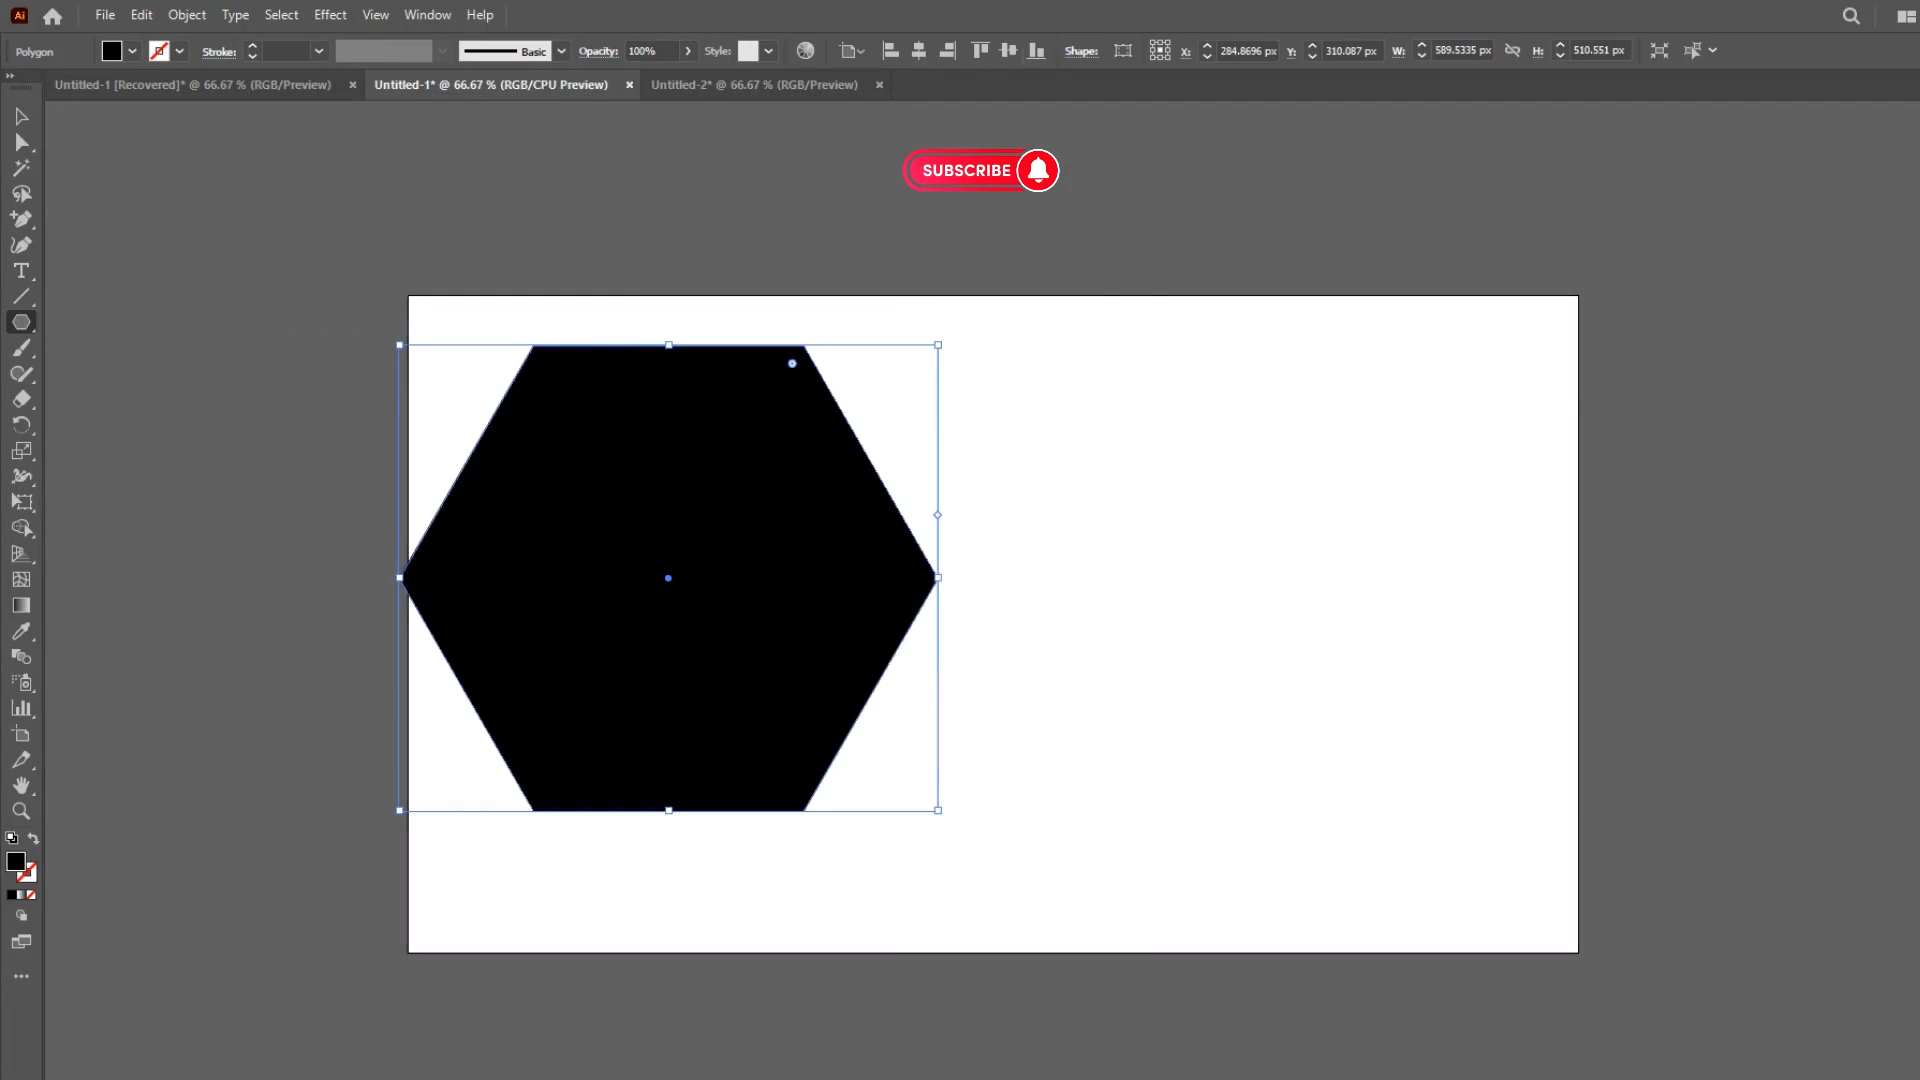 Ai File Edit Object Type Select Effect View Window Help
Polygon Stroke: Basic Opacity: 100% Style: Shape: X: 284.8696 px Y: 310.087 px W: 589.5335 px H: 510.551 px
Untitled-1 [Recovered]* @ 66.67 % (RGB/Preview) × Untitled-1* @ 66.67 % (RGB/CPU Preview) × Untitled-2* @ 66.67 % (RGB/Preview) ×
SUBSCRIBE